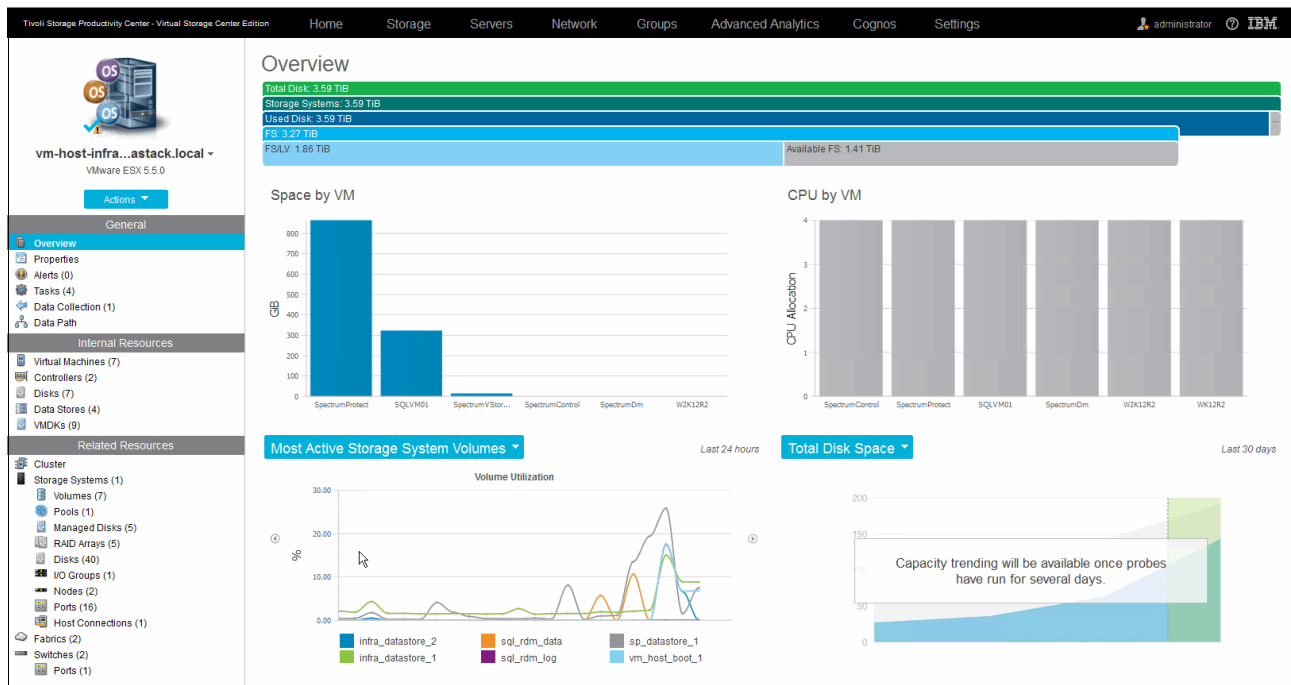 Tivoli Storage Productivity Center - Virtual Storage Center Edition
Home Storage Servers Network Groups Advanced Analytics Cognos Settings
administrator
IBM
OS
OS
OS
vm-host-infra...astack.local
VMware ESX 5.5.0
Actions
General
Overview
Properties
Alerts (0)
Tasks (4)
Data Collection (1)
Data Path
Internal Resources
Virtual Machines (7)
Controllers (2)
Disks (7)
Data Stores (4)
VMDKs (9)
Related Resources
Cluster
Storage Systems (1)
Volumes (7)
Pools (1)
Managed Disks (5)
RAID Arrays (5)
Disks (40)
I/O Groups (1)
Nodes (2)
Ports (16)
Host Connections (1)
Fabrics (2)
Switches (2)
Ports (1)
Overview
Total Disk: 3.59 TiB
Storage Systems: 3.59 TiB
Used Disk: 3.59 TiB
...
FS: 3.27 TiB
FS/LV: 1.86 TiB
Available FS: 1.41 TiB
Space by VM
800
700
600
500
400
300
200
100
0
GiB
SpectrumProtect SQLVM01 SpectrumVStor... SpectrumControl SpectrumDm W2K12R2
CPU by VM
4
3
2
1
0
CPU Allocation
SpectrumControl SpectrumProtect SQLVM01 SpectrumDm W2K12R2 WK12R2
Most Active Storage System Volumes
Last 24 hours
Volume Utilization
30.00
20.00
10.00
0.00
%
infra_datastore_2 sql_rdm_data sp_datastore_1
infra_datastore_1 sql_rdm_log vm_host_boot_1
Total Disk Space
Last 30 days
200
150
100
50
0
Capacity trending will be available once probes
have run for several days.